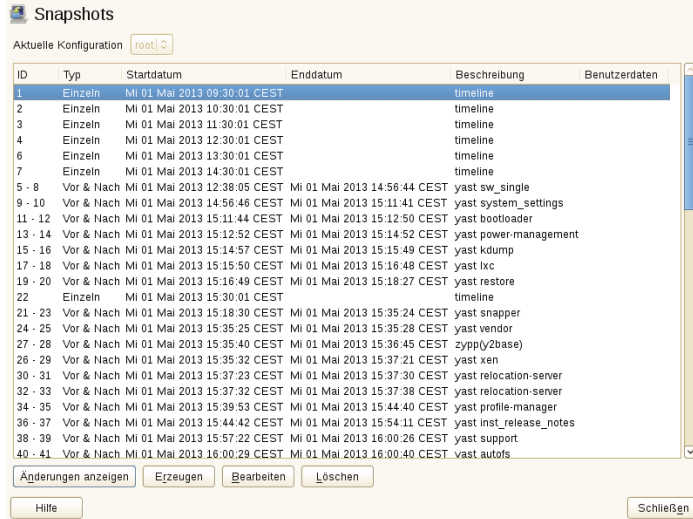 Snapshots
Aktuelle Konfiguration root
ID Typ Startdatum Enddatum Beschreibung Benutzerdaten
1 Einzeln Mi 01 Mai 2013 09:30:01 CEST timeline
2 Einzeln Mi 01 Mai 2013 10:30:01 CEST timeline
3 Einzeln Mi 01 Mai 2013 11:30:01 CEST timeline
4 Einzeln Mi 01 Mai 2013 12:30:01 CEST timeline
6 Einzeln Mi 01 Mai 2013 13:30:01 CEST timeline
7 Einzeln Mi 01 Mai 2013 14:30:01 CEST timeline
5 - 8 Vor & Nach Mi 01 Mai 2013 12:38:05 CEST Mi 01 Mai 2013 14:56:44 CEST yast sw_single
9 - 10 Vor & Nach Mi 01 Mai 2013 14:56:46 CEST Mi 01 Mai 2013 15:11:41 CEST yast system_settings
11 - 12 Vor & Nach Mi 01 Mai 2013 15:11:44 CEST Mi 01 Mai 2013 15:12:50 CEST yast bootloader
13 - 14 Vor & Nach Mi 01 Mai 2013 15:12:52 CEST Mi 01 Mai 2013 15:14:52 CEST yast power-management
15 - 16 Vor & Nach Mi 01 Mai 2013 15:14:57 CEST Mi 01 Mai 2013 15:15:49 CEST yast kdump
17 - 18 Vor & Nach Mi 01 Mai 2013 15:15:50 CEST Mi 01 Mai 2013 15:16:48 CEST yast lxc
19 - 20 Vor & Nach Mi 01 Mai 2013 15:16:49 CEST Mi 01 Mai 2013 15:18:27 CEST yast restore
22 Einzeln Mi 01 Mai 2013 15:30:01 CEST timeline
21 - 23 Vor & Nach Mi 01 Mai 2013 15:18:30 CEST Mi 01 Mai 2013 15:35:24 CEST yast snapper
24 - 25 Vor & Nach Mi 01 Mai 2013 15:35:25 CEST Mi 01 Mai 2013 15:35:28 CEST yast vendor
27 - 28 Vor & Nach Mi 01 Mai 2013 15:35:40 CEST Mi 01 Mai 2013 15:36:45 CEST zypp(y2base)
26 - 29 Vor & Nach Mi 01 Mai 2013 15:35:32 CEST Mi 01 Mai 2013 15:37:21 CEST yast xen
30 - 31 Vor & Nach Mi 01 Mai 2013 15:37:23 CEST Mi 01 Mai 2013 15:37:30 CEST yast relocation-server
32 - 33 Vor & Nach Mi 01 Mai 2013 15:37:32 CEST Mi 01 Mai 2013 15:37:38 CEST yast relocation-server
34 - 35 Vor & Nach Mi 01 Mai 2013 15:39:53 CEST Mi 01 Mai 2013 15:44:40 CEST yast profile-manager
36 - 37 Vor & Nach Mi 01 Mai 2013 15:44:42 CEST Mi 01 Mai 2013 15:54:11 CEST yast inst_release_notes
38 - 39 Vor & Nach Mi 01 Mai 2013 15:57:22 CEST Mi 01 Mai 2013 16:00:26 CEST yast support
40 - 41 Vor & Nach Mi 01 Mai 2013 16:00:29 CEST Mi 01 Mai 2013 16:00:40 CEST yast autofs
Änderungen anzeigen Erzeugen Bearbeiten Löschen
Hilfe Schließen